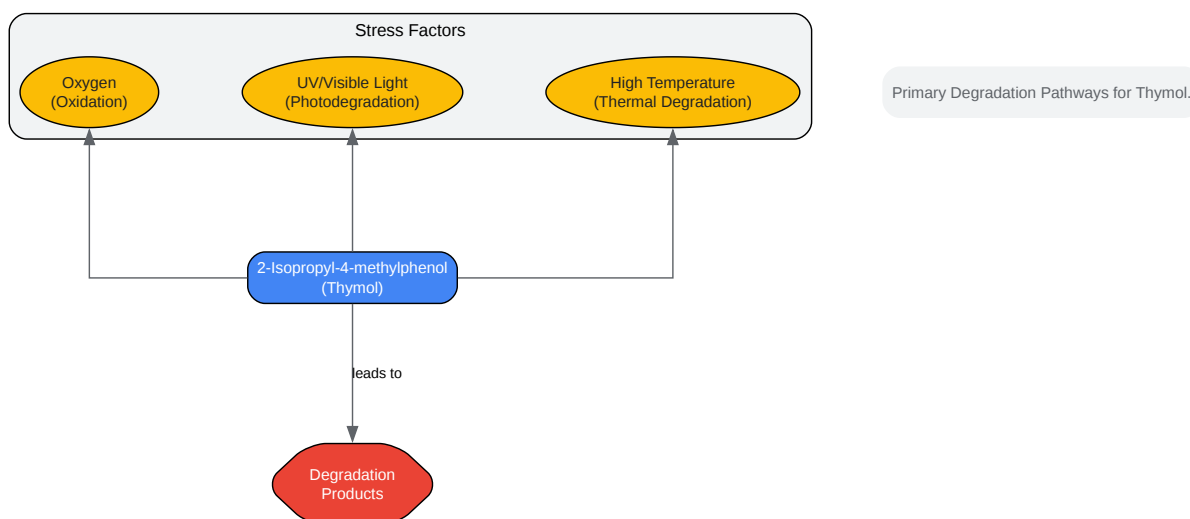 Stress Factors
Oxygen
(Oxidation)
UV/Visible Light
(Photodegradation)
High Temperature
(Thermal Degradation)
Primary Degradation Pathways for Thymol.
2-Isopropyl-4-methylphenol
(Thymol)
leads to
Degradation
Products